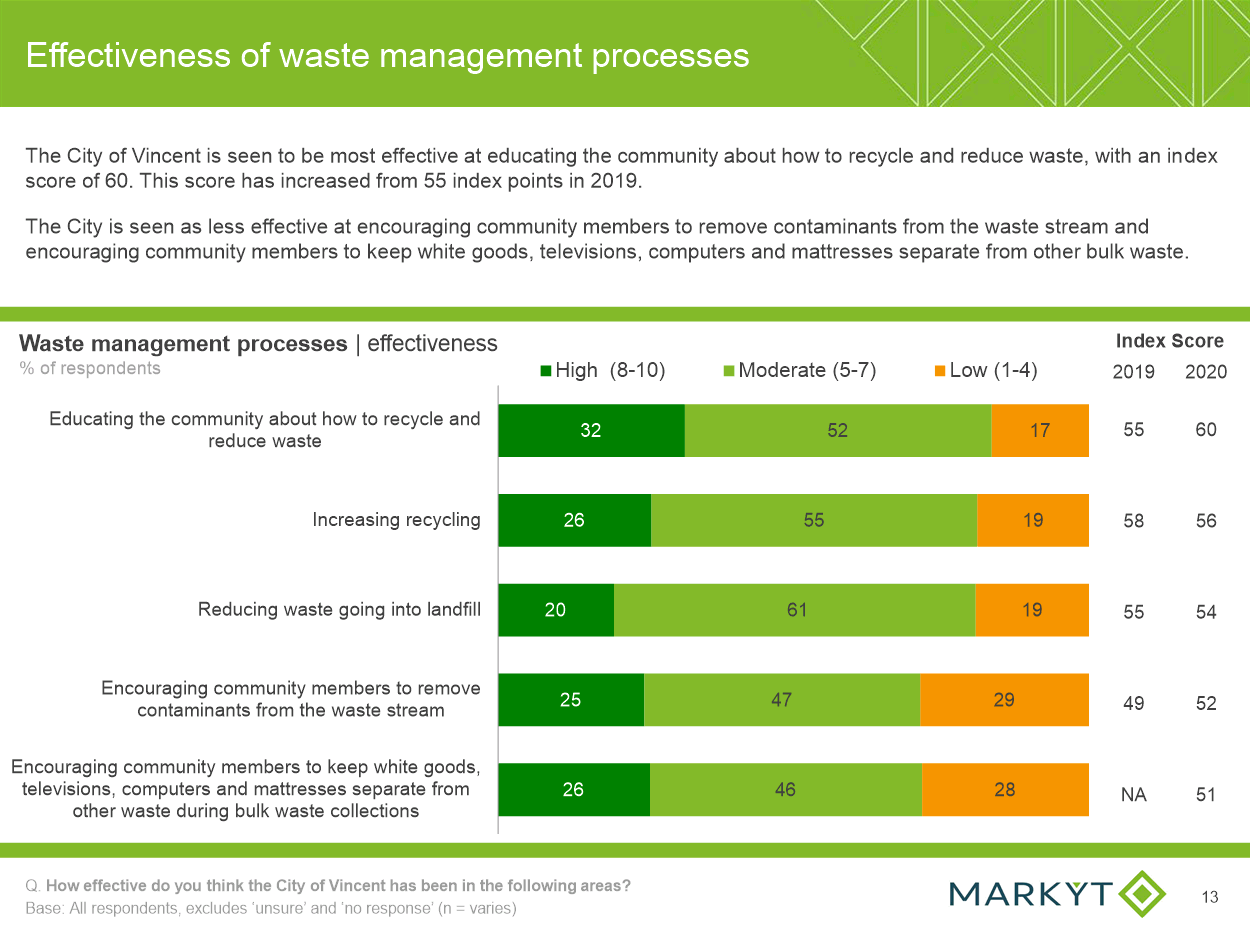 Effectiveness of waste management processes
The City of Vincent is seen to be most effective at educating the community about how to recycle and reduce waste, with an index
score of 60. This score has increased from 55 index points in 2019.
The City is seen as less effective at encouraging community members to remove contaminants from the waste stream and
encouraging community members to keep white goods, televisions, computers and mattresses separate from other bulk waste.
Waste management processes | effectiveness
% of respondents
High (8-10) Moderate (5-7) Low (1-4)
Index Score
2019 2020
Educating the community about how to recycle and
reduce waste
32 52 17 55 60
Increasing recycling 26 55 19 58 56
Reducing waste going into landfill 20 61 19 55 54
Encouraging community members to remove
contaminants from the waste stream
25 47 29 49 52
Encouraging community members to keep white goods,
televisions, computers and mattresses separate from
other waste during bulk waste collections
26 46 28 NA 51
Q. How effective do you think the City of Vincent has been in the following areas?
Base: All respondents, excludes 'unsure' and 'no response' (n = varies)
MARKYT
13